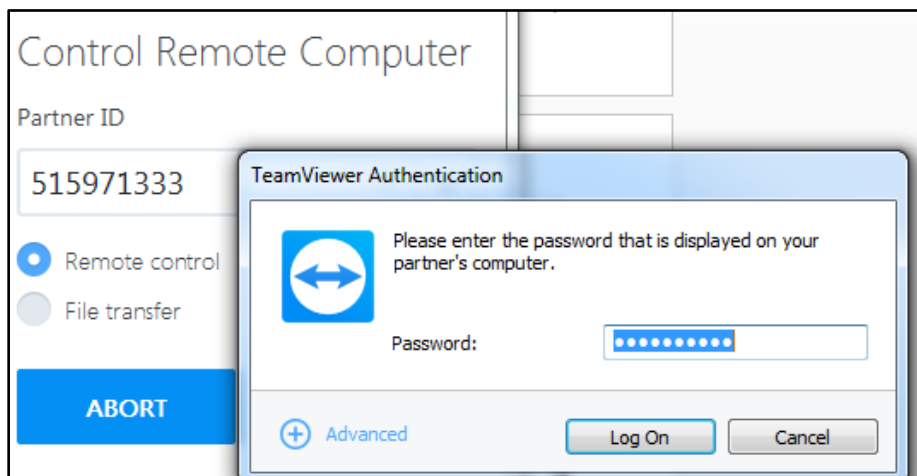 Control Remote Computer
Partner ID
515971333
TeamViewer Authentication
Please enter the password that is displayed on your
partner's computer.
Remote control
File transfer
Password: ••••••••••
ABORT
Advanced
Log On
Cancel